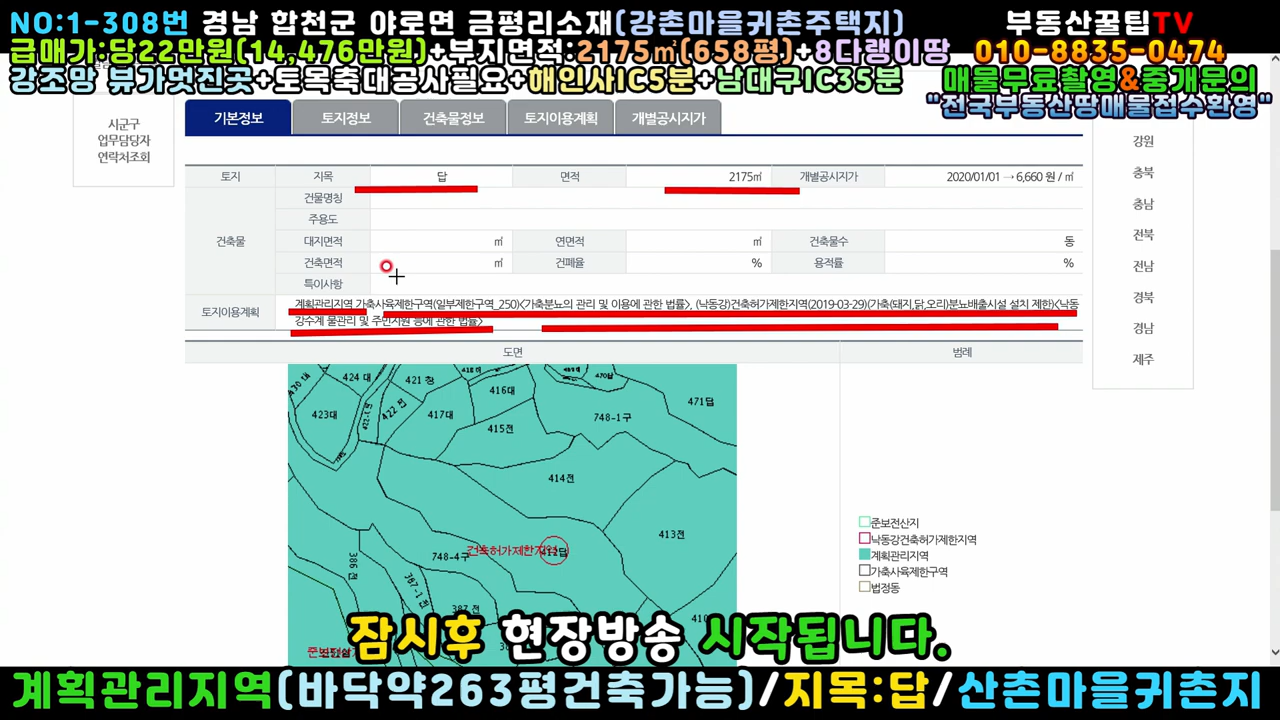 NO:1-308번 경남 합천군 야로면 금평리소재(강촌마을귀촌주택지) 부동산꿀팁TV
급매가:당22만원(14,476만원)+부지면적:2175㎡(658평)+8다랭이땅 010-8835-0474
강조망 뷰가멋진곳+토목축대공사필요+해인사IC5분+남대구IC35분 매물무료촬영&중개문의
"전국부동산땅매물접수환영"
시군구
업무담당자
연락처조회
기본정보 토지정보 건축물정보 토지이용계획 개별공시지가
토지 지목 답 면적 2175㎡ 개별공시지가 2020/01/01 → 6,660 원 / ㎡
건축물 건물명칭
주용도
대지면적 ㎡ 연면적 ㎡ 건축물수 동
건축면적 ㎡ 건폐율 % 용적률 %
특이사항
토지이용계획 계획관리지역 가축사육제한구역(일부제한구역_250)<가축분뇨의 관리 및 이용에 관한 법률>, (낙동강)건축허가제한지역(2019-03-29)(가축(돼지,닭,오리)분뇨배출시설 설치 제한)<낙동
강수계 물관리 및 주민지원 등에 관한 법률>
도면 범례
강원
충북
충남
전북
전남
경북
경남
제주
430 대
424 대
421 창
416대
471답
423대
422 전
417대
748-1구
415전
414전
413전
748-4구
건축허가제한지역
386 전
387-1
387 전
준보전산지
낙동강건축허가제한지역
계획관리지역
가축사육제한구역
법정동
잠시후 현장방송 시작됩니다.
계획관리지역(바닥약263평건축가능)/지목:답/산촌마을귀촌지